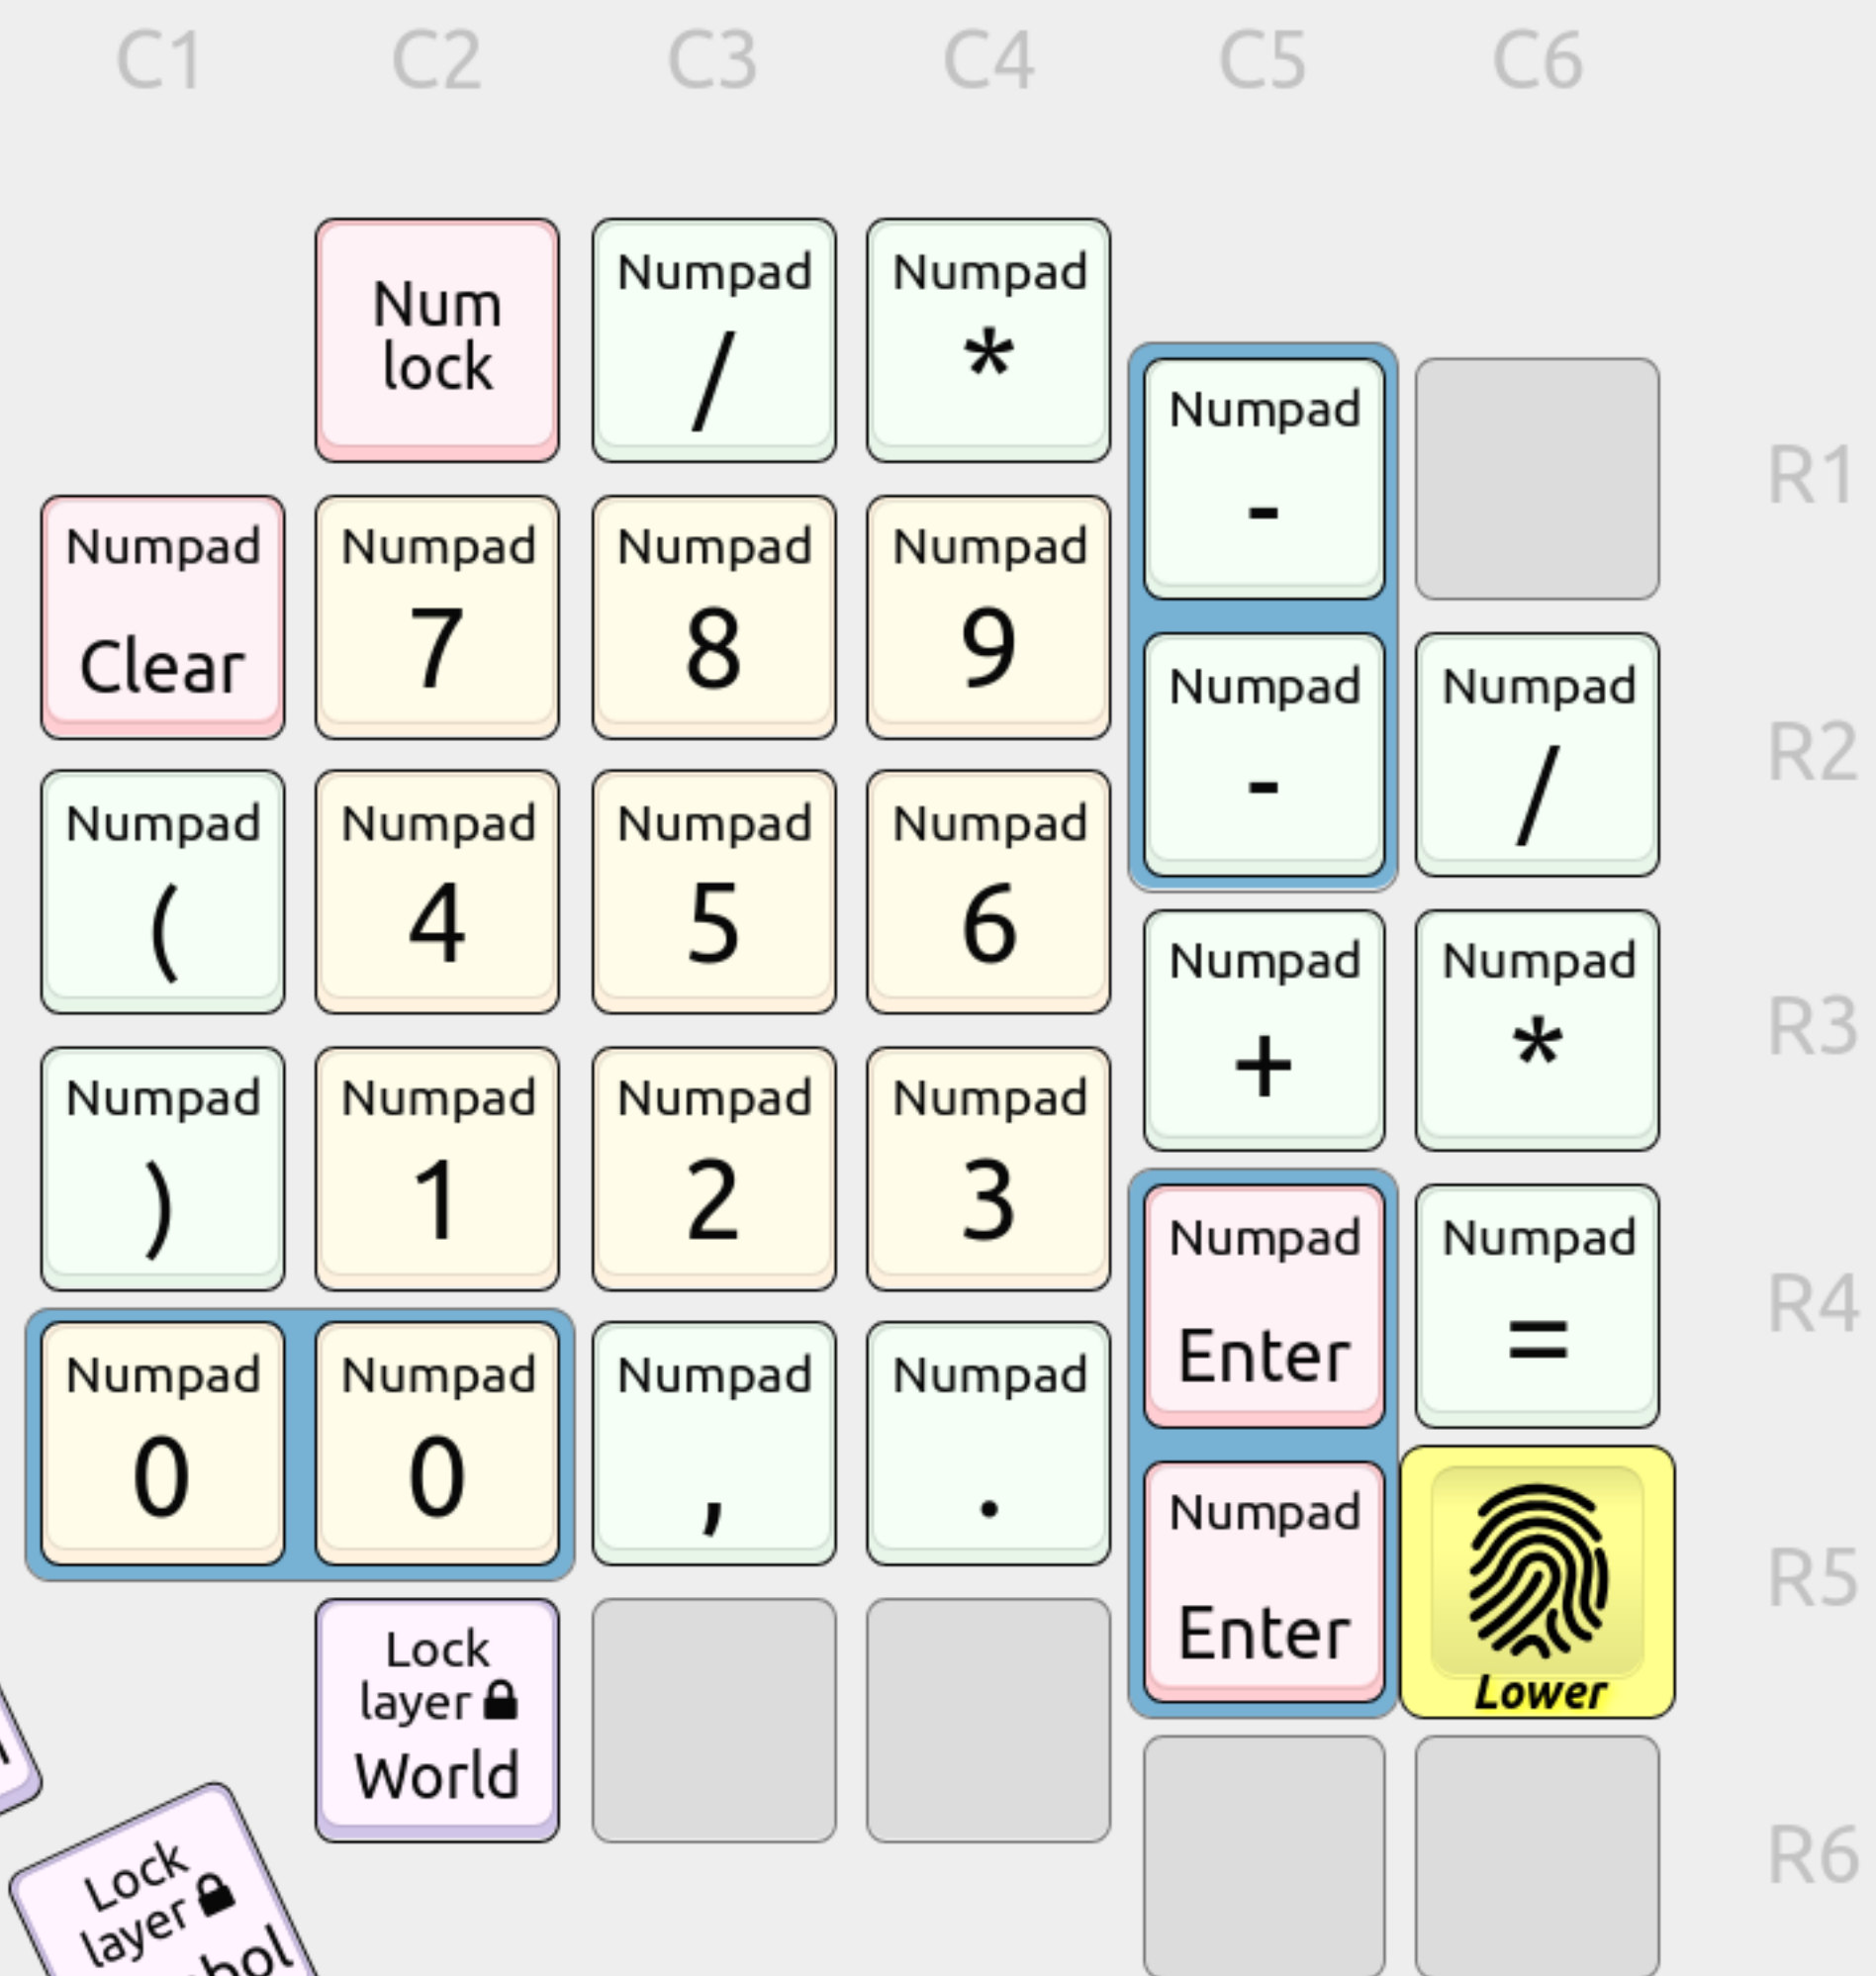 C1 C2 C3 C4 C5 C6
Num
lock
Numpad
/
Numpad
*
Numpad
-
R1
Numpad
Clear
Numpad
7
Numpad
8
Numpad
9
Numpad
-
Numpad
/
R2
Numpad
(
Numpad
4
Numpad
5
Numpad
6
Numpad
+
Numpad
*
R3
Numpad
)
Numpad
1
Numpad
2
Numpad
3
Numpad
Enter
Numpad
=
R4
Numpad
0
Numpad
0
Numpad
,
Numpad
.
Numpad
Enter
Lower
R5
Lock
layer
World
R6
Lock
layer